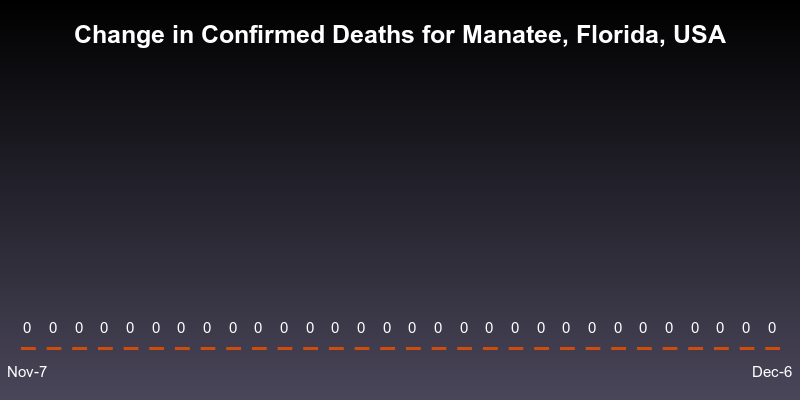 Change in Confirmed Deaths for Manatee, Florida, USA
0 0 0 0 0 0 0 0 0 0 0 0 0 0 0 0 0 0 0 0 0 0 0 0 0 0 0 0 0 0
Nov-7 Dec-6